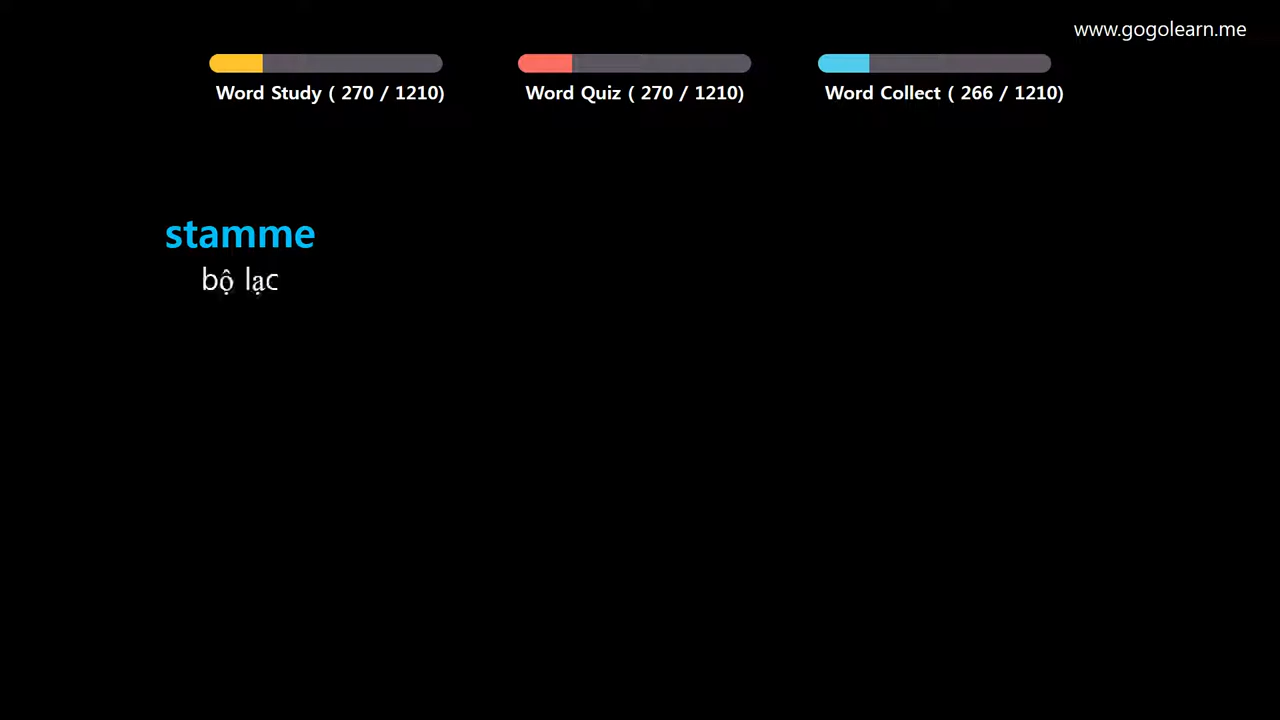 www.gogolearn.me
Word Study ( 270 / 1210)
Word Quiz ( 270 / 1210)
Word Collect ( 266 / 1210)
stamme
bộ lạc